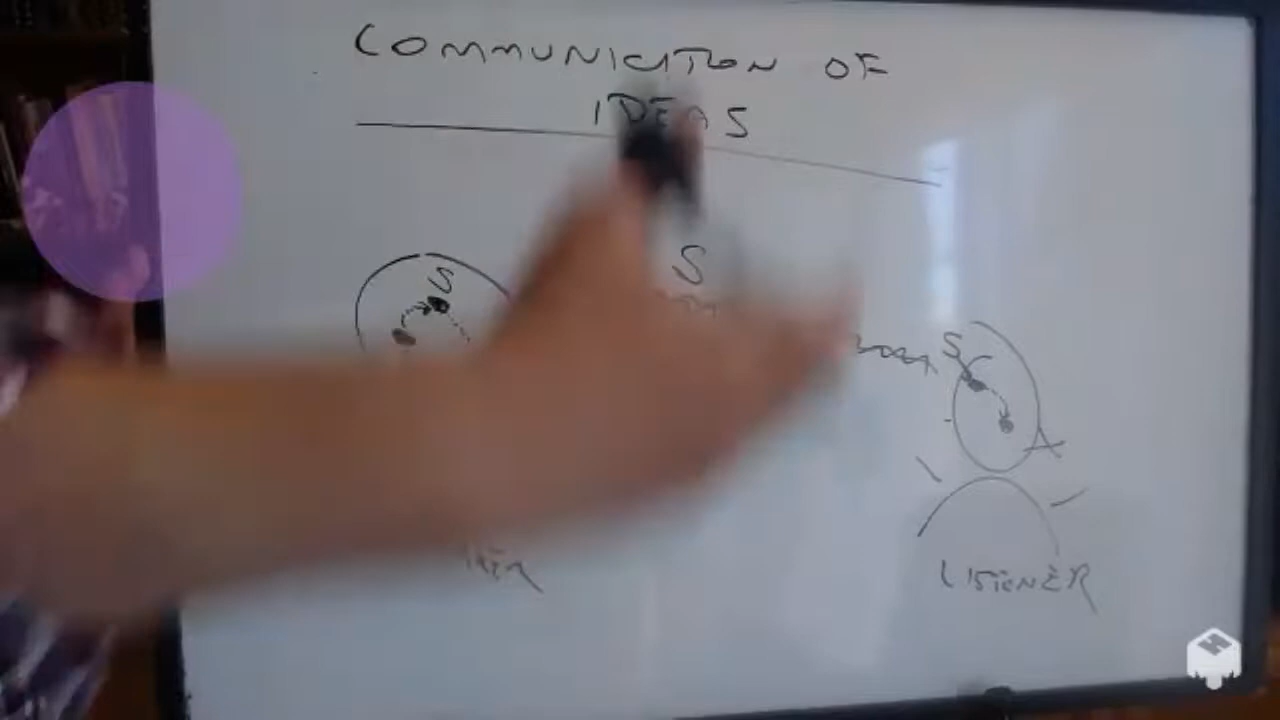 COMMUNICATION OF
IDEAS
S
S
S
LISTENER